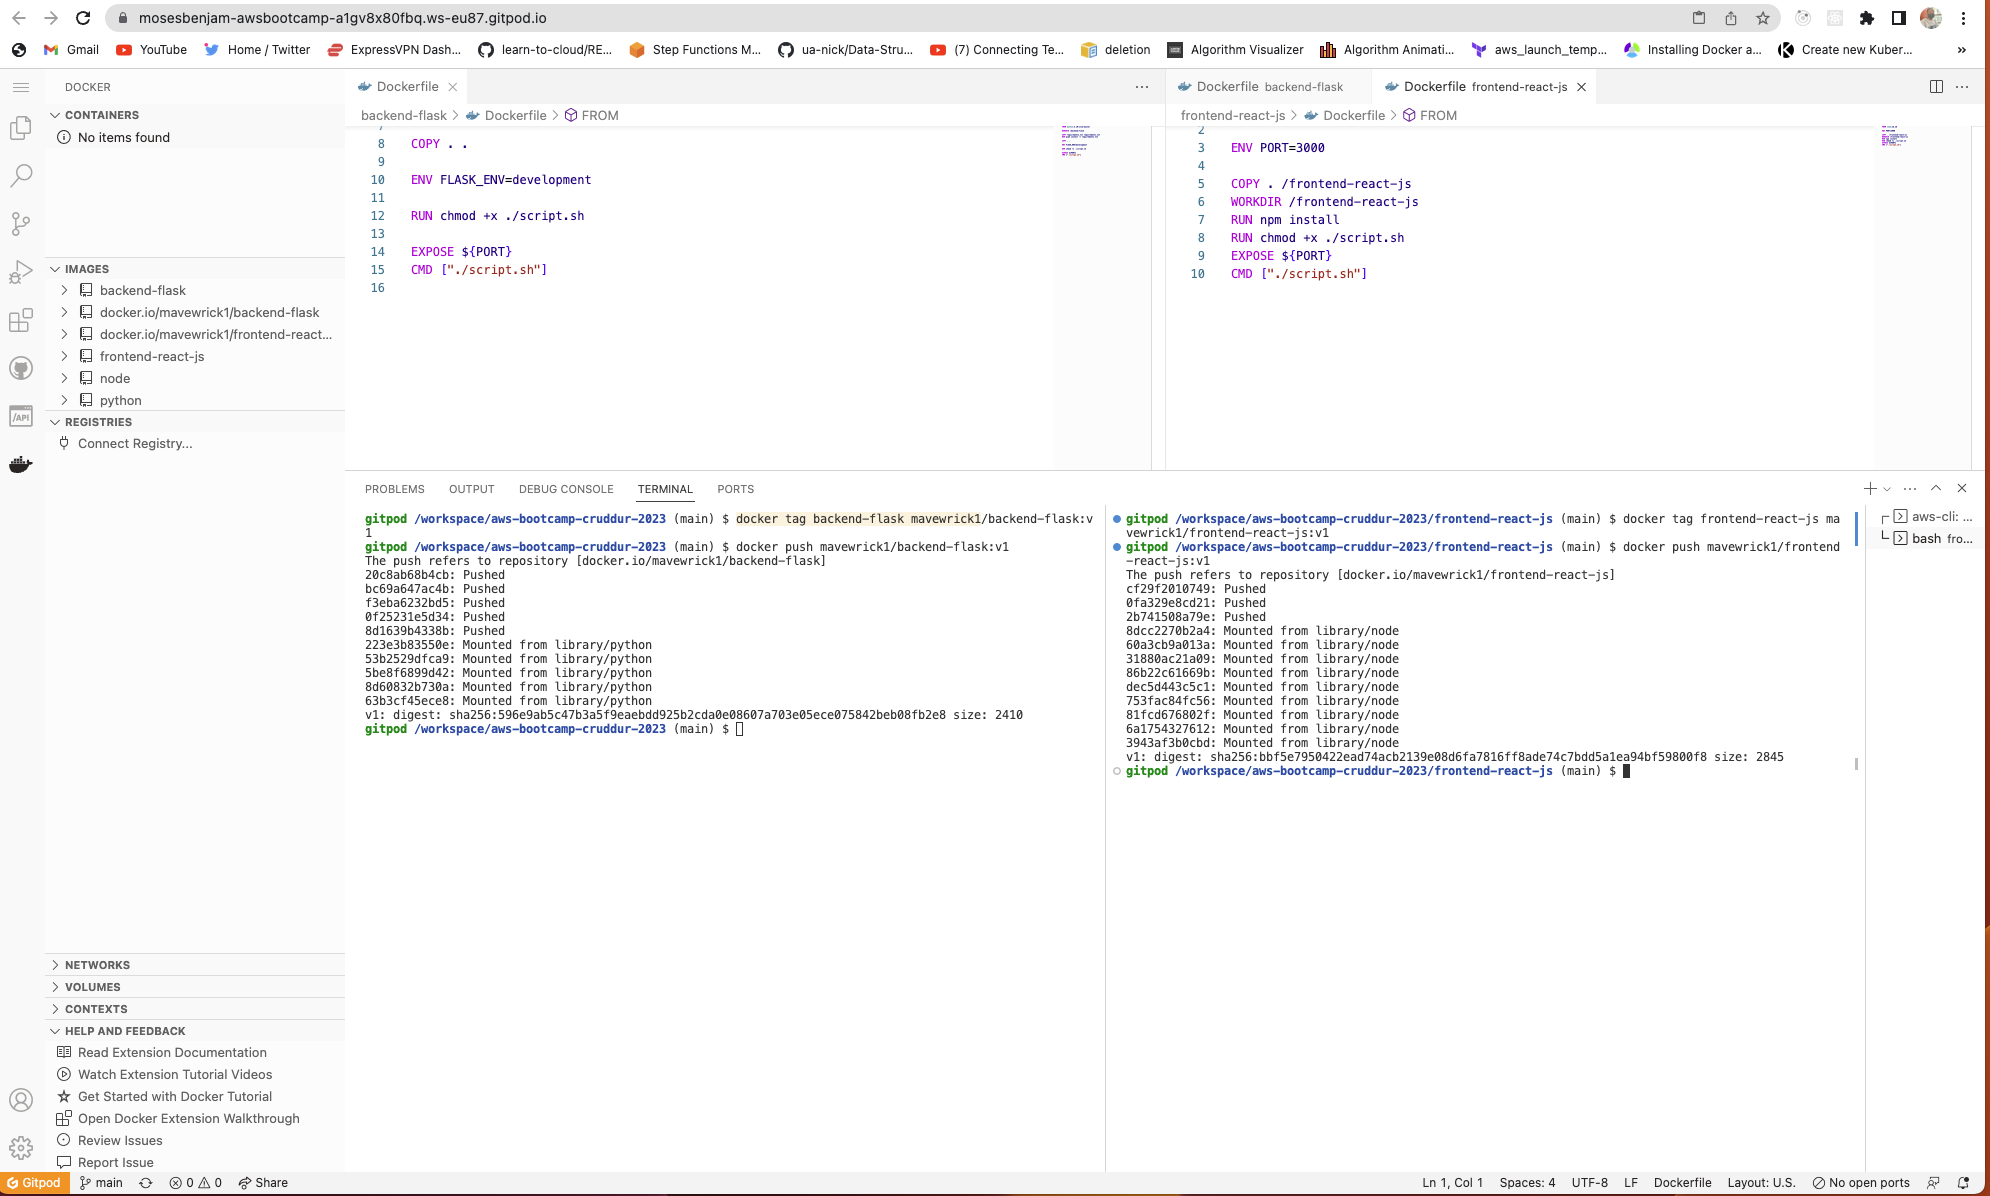 mosesbenjam-awsbootcamp-a1gv8x80fbq.ws-eu87.gitpod.io
Gmail YouTube Home / Twitter ExpressVPN Dash... learn-to-cloud/RE... Step Functions M... ua-nick/Data-Stru... (7) Connecting Te... deletion Algorithm Visualizer Algorithm Animati... aws_launch_temp... Installing Docker a... Create new Kuber... »
DOCKER
CONTAINERS
No items found
IMAGES
backend-flask
docker.io/mavewrick1/backend-flask
docker.io/mavewrick1/frontend-react...
frontend-react-js
node
python
REGISTRIES
Connect Registry...
NETWORKS
VOLUMES
CONTEXTS
HELP AND FEEDBACK
Read Extension Documentation
Watch Extension Tutorial Videos
Get Started with Docker Tutorial
Open Docker Extension Walkthrough
Review Issues
Report Issue
Dockerfile
backend-flask > Dockerfile > FROM
7
8 COPY . .
9
10 ENV FLASK_ENV=development
11
12 RUN chmod +x ./script.sh
13
14 EXPOSE ${PORT}
15 CMD ["./script.sh"]
16
Dockerfile backend-flask Dockerfile frontend-react-js
frontend-react-js > Dockerfile > FROM
2
3 ENV PORT=3000
4
5 COPY . /frontend-react-js
6 WORKDIR /frontend-react-js
7 RUN npm install
8 RUN chmod +x ./script.sh
9 EXPOSE ${PORT}
10 CMD ["./script.sh"]
PROBLEMS OUTPUT DEBUG CONSOLE TERMINAL PORTS
gitpod /workspace/aws-bootcamp-cruddur-2023 (main) $ docker tag backend-flask mavewrick1/backend-flask:v
1
gitpod /workspace/aws-bootcamp-cruddur-2023 (main) $ docker push mavewrick1/backend-flask:v1
The push refers to repository [docker.io/mavewrick1/backend-flask]
20c8ab68b4cb: Pushed
bc69a647ac4b: Pushed
f3eba6232bd5: Pushed
0f25231e5d34: Pushed
8d1639b4338b: Pushed
223e3b83550e: Mounted from library/python
53b2529dfca9: Mounted from library/python
5be8f6899d42: Mounted from library/python
8d60832b730a: Mounted from library/python
63b3cf45ece8: Mounted from library/python
v1: digest: sha256:596e9ab5c47b3a5f9eaebdd925b2cda0e08607a703e05ece075842beb08fb2e8 size: 2410
gitpod /workspace/aws-bootcamp-cruddur-2023 (main) $
gitpod /workspace/aws-bootcamp-cruddur-2023/frontend-react-js (main) $ docker tag frontend-react-js ma
vewrick1/frontend-react-js:v1
gitpod /workspace/aws-bootcamp-cruddur-2023/frontend-react-js (main) $ docker push mavewrick1/frontend
-react-js:v1
The push refers to repository [docker.io/mavewrick1/frontend-react-js]
cf29f2010749: Pushed
0fa329e8cd21: Pushed
2b741508a79e: Pushed
8dcc2270b2a4: Mounted from library/node
60a3cb9a013a: Mounted from library/node
31880ac21a09: Mounted from library/node
86b22c61669b: Mounted from library/node
dec5d443c5c1: Mounted from library/node
753fac84fc56: Mounted from library/node
81fcd676802f: Mounted from library/node
6a1754327612: Mounted from library/node
3943af3b0cbd: Mounted from library/node
v1: digest: sha256:bbf5e7950422ead74acb2139e08d6fa7816ff8ade74c7bdd5a1ea94bf59800f8 size: 2845
gitpod /workspace/aws-bootcamp-cruddur-2023/frontend-react-js (main) $
aws-cli: ...
bash fro...
Gitpod main 0 0 Share
Ln 1, Col 1 Spaces: 4 UTF-8 LF Dockerfile Layout: U.S. No open ports